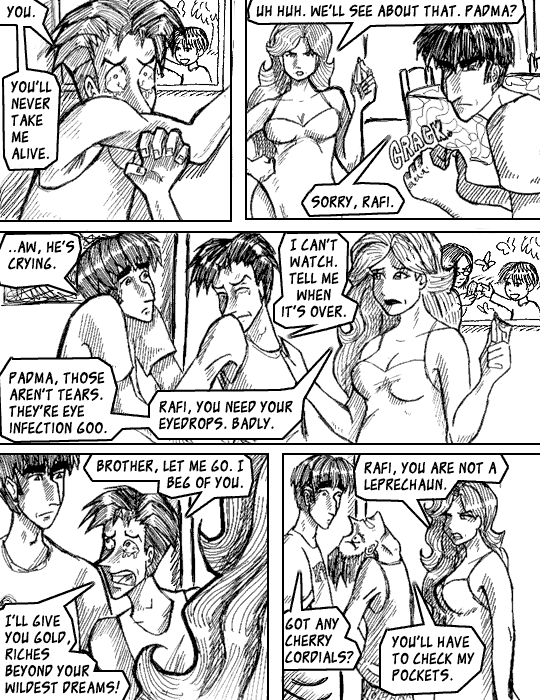 YOU.
YOU'LL
NEVER
TAKE
ME
ALIVE.
UH HUH. WE'LL SEE ABOUT THAT. PADMA?
CRACK.
SORRY, RAFI.
..AW, HE'S
CRYING.
PADMA, THOSE
AREN'T TEARS.
THEY'RE EYE
INFECTION GOO.
I CAN'T
WATCH.
TELL ME
WHEN
IT'S OVER.
RAFI, YOU NEED YOUR
EYEDROPS. BADLY.
BROTHER, LET ME GO. I
BEG OF YOU.
I'LL GIVE
YOU GOLD,
RICHES
BEYOND YOUR
WILDEST DREAMS!
RAFI, YOU ARE NOT A
LEPRECHAUN.
GOT ANY
CHERRY
CORDIALS?
YOU'LL HAVE
TO CHECK MY
POCKETS.